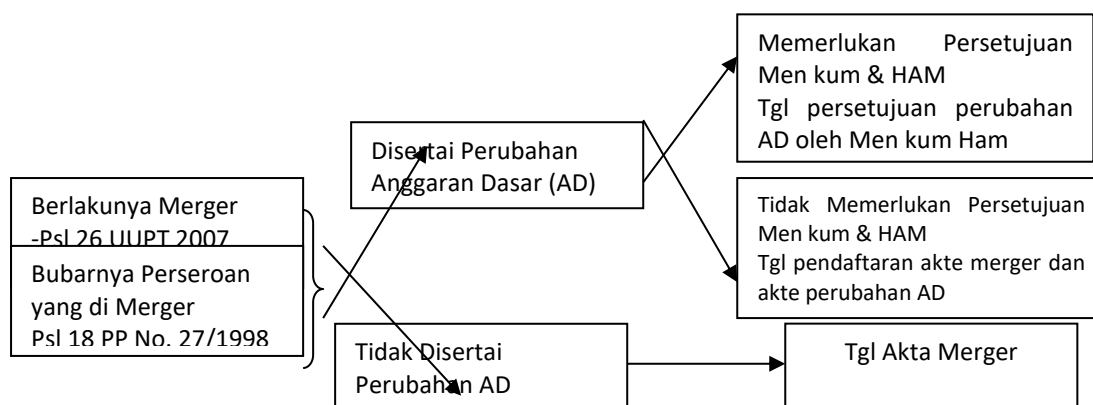 Memerlukan Persetujuan
Men kum & HAM
Tgl persetujuan perubahan
AD oleh Men kum Ham
Disertai Perubahan
Anggaran Dasar (AD)
Berlakunya Merger
-Psl 26 UUPT 2007
Bubarnya Perseroan
yang di Merger
Psl 18 PP No. 27/1998
Tidak Memerlukan Persetujuan
Men kum & HAM
Tgl pendaftaran akte merger dan
akte perubahan AD
Tidak Disertai
Perubahan AD
Tgl Akta Merger